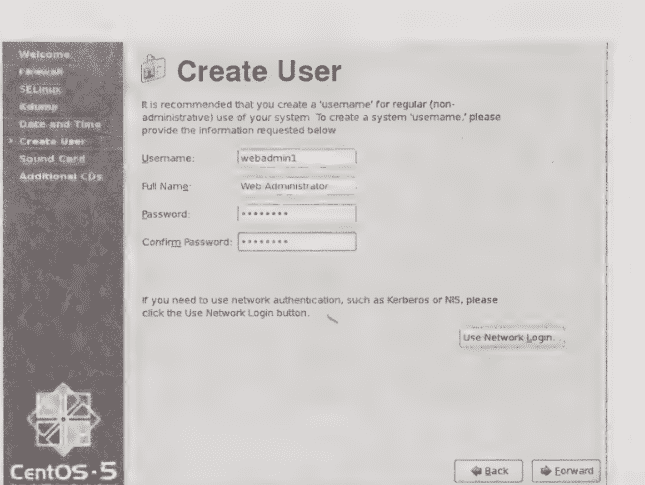 Welcome
Firewall
SELinux
Kdump
Date and Time
Create User
Sound Card
Additional CDs
CentOS-5
Create User
It is recommended that you create a 'username' for regular (non-
administrative) use of your system. To create a system 'username,' please
provide the information requested below
Username: webadmin1
Full Name: Web Administrator
Password: ••••••••
Confirm Password: ••••••••
If you need to use network authentication, such as Kerberos or NIS, please
click the Use Network Login button.
Use Network Login...
Back
Forward